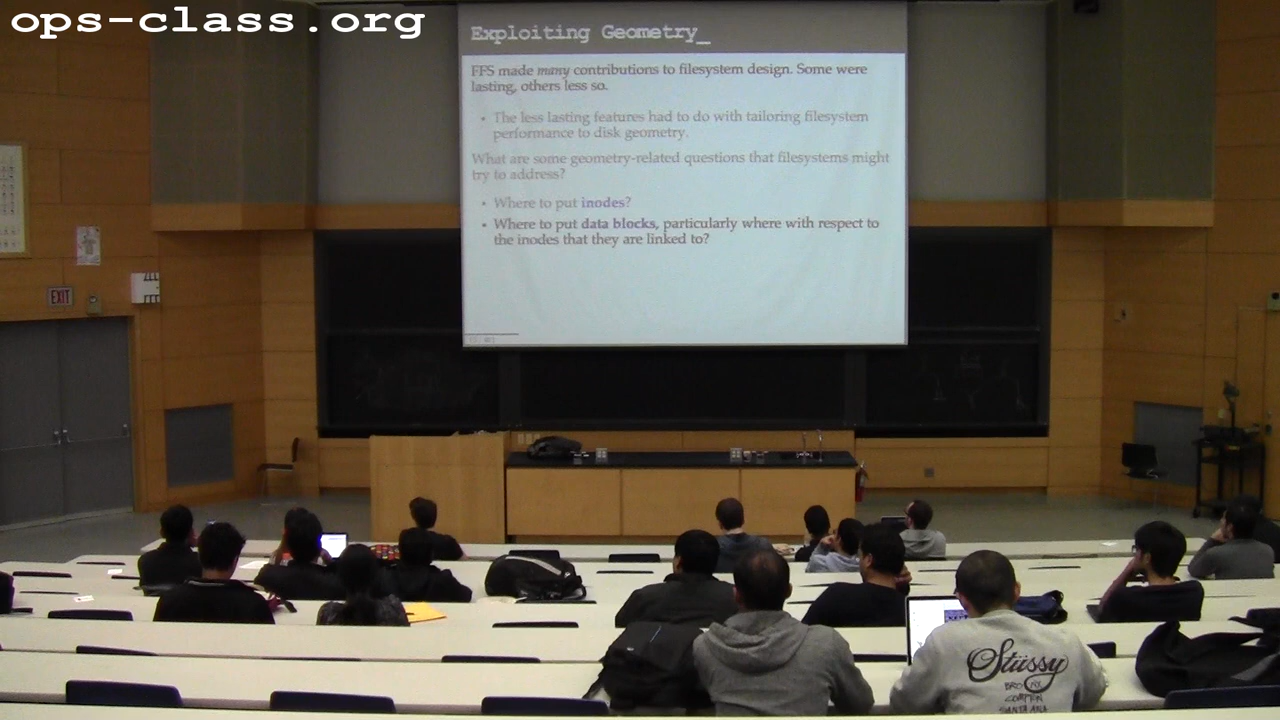 ops-class.org
Exploiting Geometry_
FFS made many contributions to filesystem design. Some were
lasting, others less so.
• The less lasting features had to do with tailoring filesystem
performance to disk geometry.
What are some geometry-related questions that filesystems might
try to address?
• Where to put inodes?
• Where to put data blocks, particularly where with respect to
the inodes that they are linked to?
EXIT
Stüssy
COMPTON
SANTA ANA